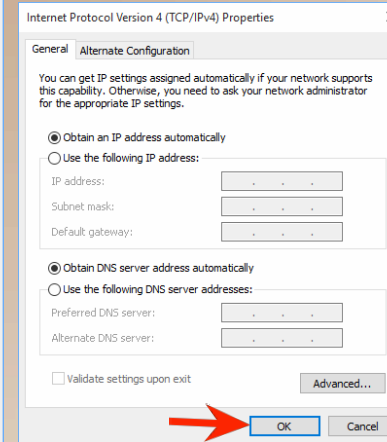 Internet Protocol Version 4 (TCP/IPv4) Properties
General Alternate Configuration
You can get IP settings assigned automatically if your network supports
this capability. Otherwise, you need to ask your network administrator
for the appropriate IP settings.
Obtain an IP address automatically
Use the following IP address:
IP address:
Subnet mask:
Default gateway:
Obtain DNS server address automatically
Use the following DNS server addresses:
Preferred DNS server:
Alternate DNS server:
Validate settings upon exit
Advanced...
OK Cancel